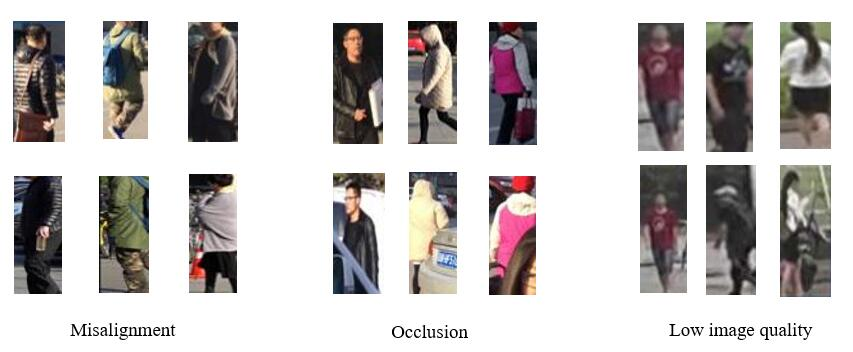 Misalignment
Occlusion
Low image quality